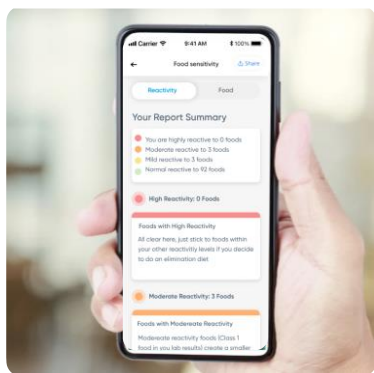 Carrier 9:41 AM 100%
Food sensitivity Share
Reactivity Food
Your Report Summary
You are highly reactive to 0 foods
Moderate reactive to 3 foods
Mild reactive to 3 foods
Normal reactive to 92 foods
High Reactivity: 0 Foods
Foods with High Reactivity
All clear here, just stick to foods within
your other reactivitiy levels if you decide
to do an elimination diet
Moderate Reactivity: 3 Foods
Foods with Modereate Reactivity
Modereate reactivity foods (Class 1
food in you lab results) create a smaller